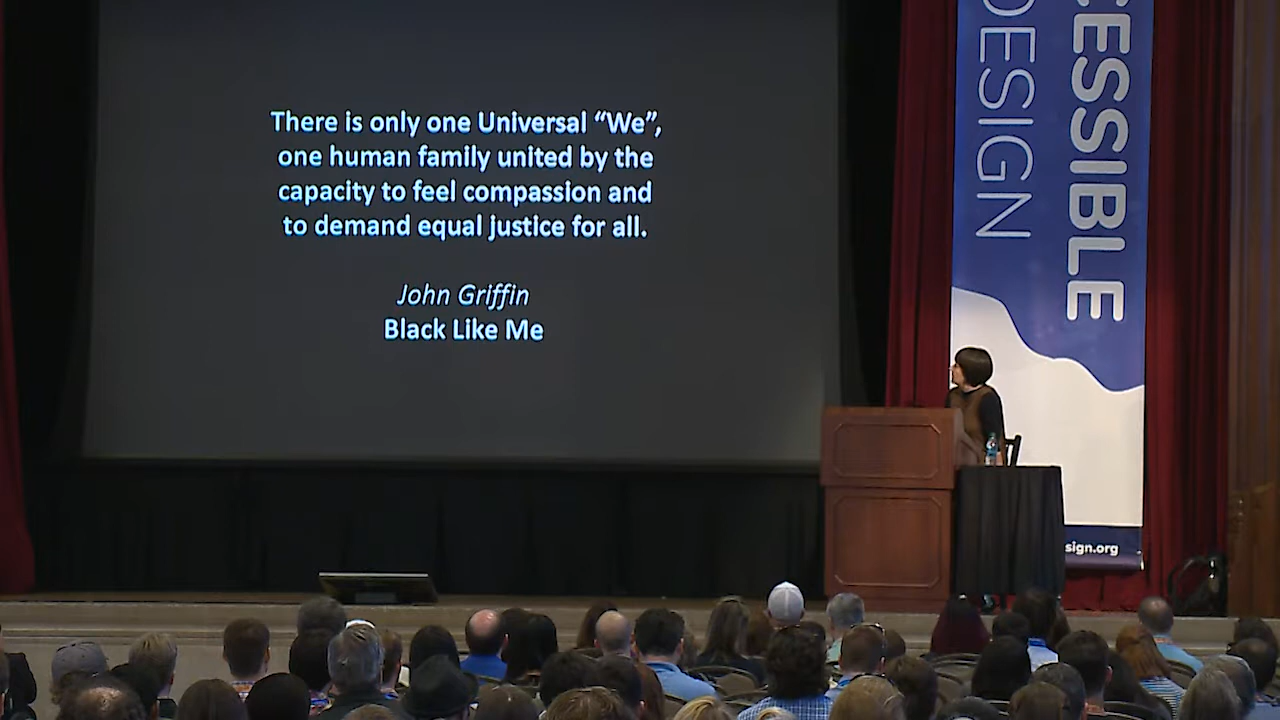 There is only one Universal “We”,
one human family united by the
capacity to feel compassion and
to demand equal justice for all.
John Griffin
Black Like Me
CESSIBLE
DESIGN
sign.org